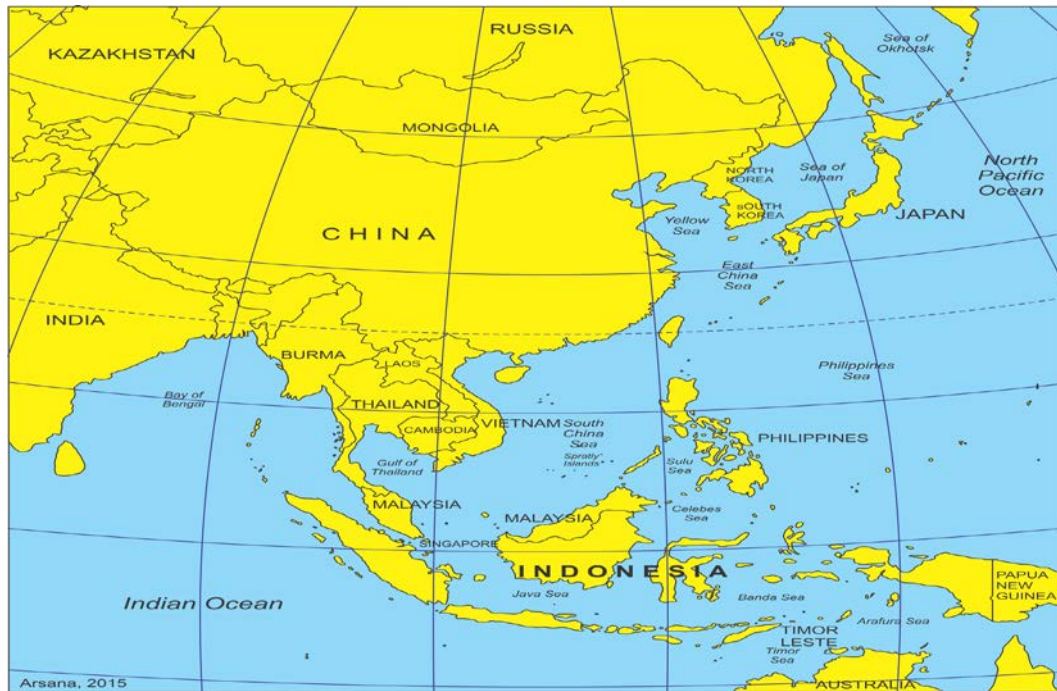 Sea of
Okhotsk
RUSSIA
KAZAKHSTAN
MONGOLIA
North
Pacific
Ocean
Sea of
Japan
NORTH
KOREA
sOUTH
KOREA
JAPAN
Yellow
Sea
CHINA
East
China
Sea
INDIA
BURMA
LAOS
Philippines
Sea
Bay of
Bengal
THAILAND
VIETNAM
CAMBODIA
South
China
Sea
Spratly'
Islands'
PHILIPPINES
Gulf of
Thailand
Sulu
Sea
MALAYSIA
MALAYSIA
Celebes
Sea
SINGAPORE
INDONESIA
PAPUA
NEW
GUINEA
Java Sea
Banda Sea
Indian Ocean
Arafura Sea
TIMOR
LESTE
Timor
Sea
Arsana, 2015
AUSTRALIA